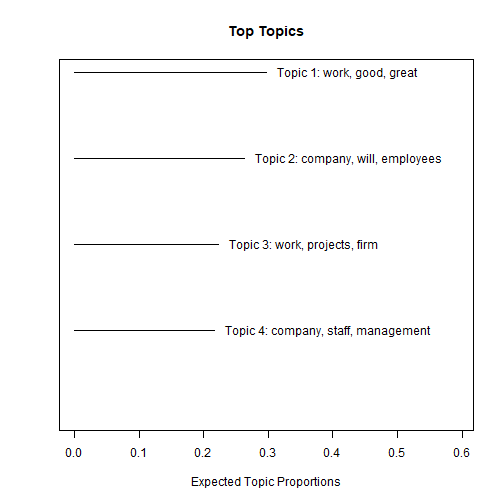 Top Topics
Topic 1: work, good, great
Topic 2: company, will, employees
Topic 3: work, projects, firm
Topic 4: company, staff, management
0.0 0.1 0.2 0.3 0.4 0.5 0.6
Expected Topic Proportions